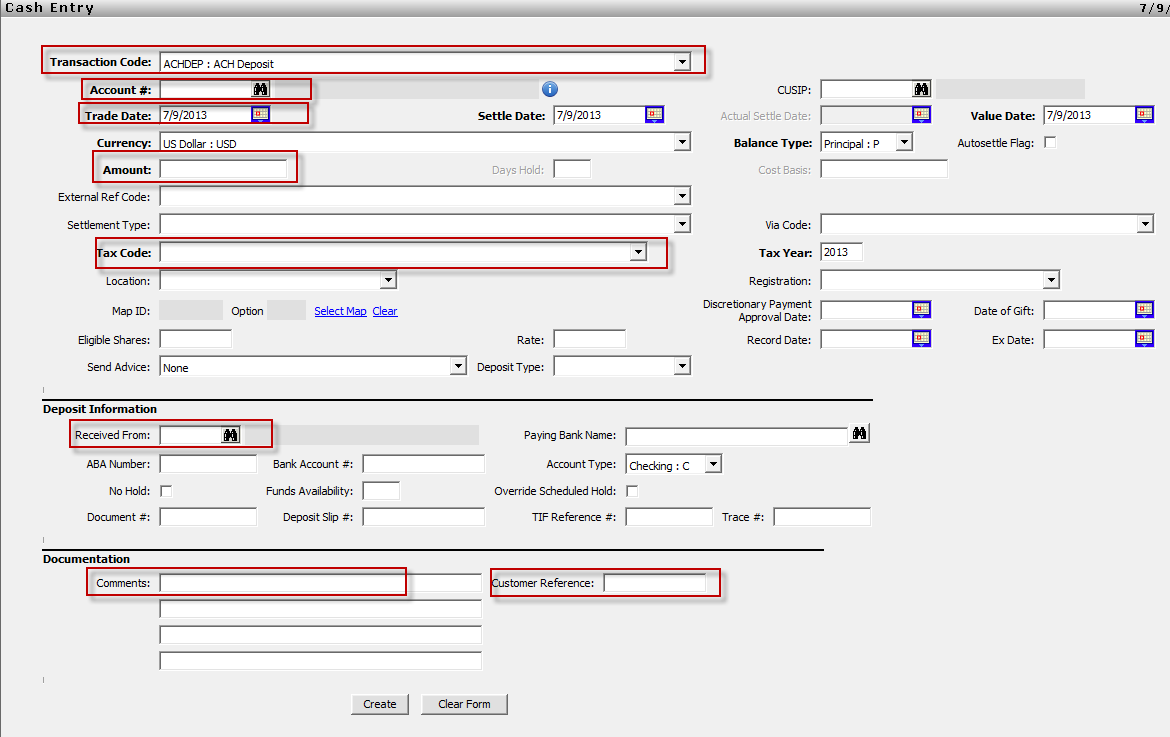 Cash Entry 7/9/
Transaction Code: ACHDEP : ACH Deposit
Account #: CUSIP:
Trade Date: 7/9/2013 Settle Date: 7/9/2013 Actual Settle Date: Value Date: 7/9/2013
Currency: US Dollar : USD Balance Type: Principal : P Autosettle Flag:
Amount: Days Hold: Cost Basis:
External Ref Code:
Settlement Type: Via Code:
Tax Code: Tax Year: 2013
Location: Registration:
Map ID: Option Select Map Clear Discretionary Payment
Approval Date: Date of Gift:
Eligible Shares: Rate: Record Date: Ex Date:
Send Advice: None Deposit Type:
Deposit Information
Received From: Paying Bank Name:
ABA Number: Bank Account #: Account Type: Checking : C
No Hold: Funds Availability: Override Scheduled Hold:
Document #: Deposit Slip #: TIF Reference #: Trace #:
Documentation
Comments: Customer Reference:
Create Clear Form